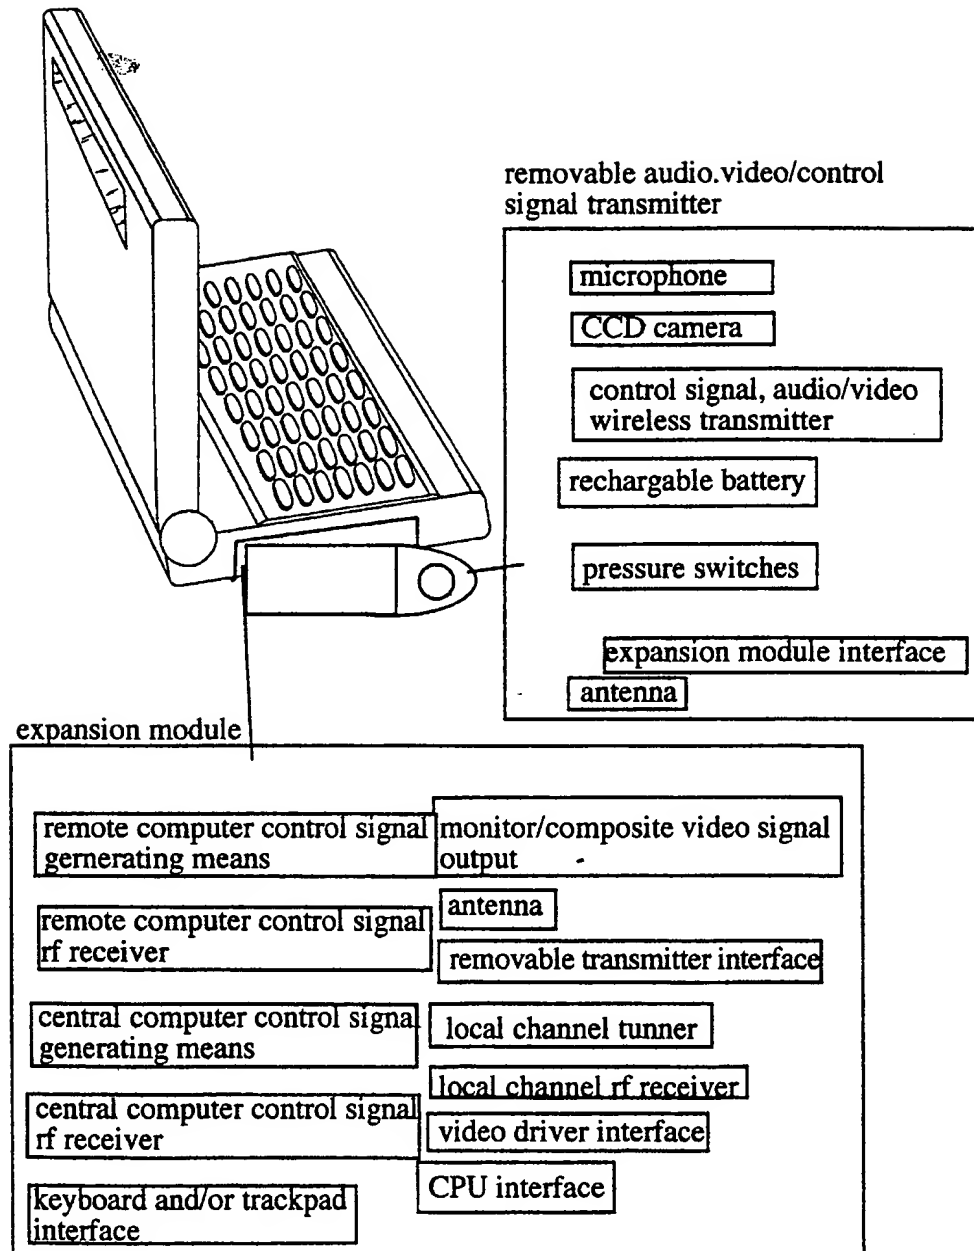 removable audio.video/control
signal transmitter
microphone
CCD camera
control signal, audio/video
wireless transmitter
rechargable battery
pressure switches
expansion module interface
antenna
expansion module
remote computer control signal
gernerating means
remote computer control signal
rf receiver
central computer control signal
generating means
central computer control signal
rf receiver
keyboard and/or trackpad
interface
monitor/composite video signal
output
antenna
removable transmitter interface
local channel tunner
local channel rf receiver
video driver interface
CPU interface